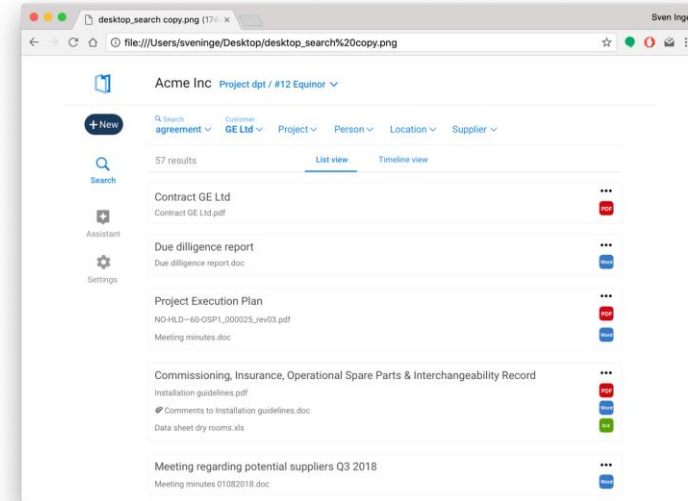 desktop_search copy.png (174
Sven Inge
file:///Users/sveninge/Desktop/desktop_search%20copy.png
Acme Inc Project dpt / #12 Equinor
+ New
Search Customer
agreement GE Ltd Project Person Location Supplier
57 results List view Timeline view
Search
Assistant
Settings
Contract GE Ltd
Contract GE Ltd.pdf
PDF
Due dilligence report
Due dilligence report.doc
Word
Project Execution Plan
NO-HLD--60-OSP1_000025_rev03.pdf
PDF
Meeting minutes.doc
Word
Commissioning, Insurance, Operational Spare Parts & Interchangeability Record
Installation guidelines.pdf
PDF
Comments to Installation guidelines.doc
Word
Data sheet dry rooms.xls
XLS
Meeting regarding potential suppliers Q3 2018
Meeting minutes 01082018.doc
Word